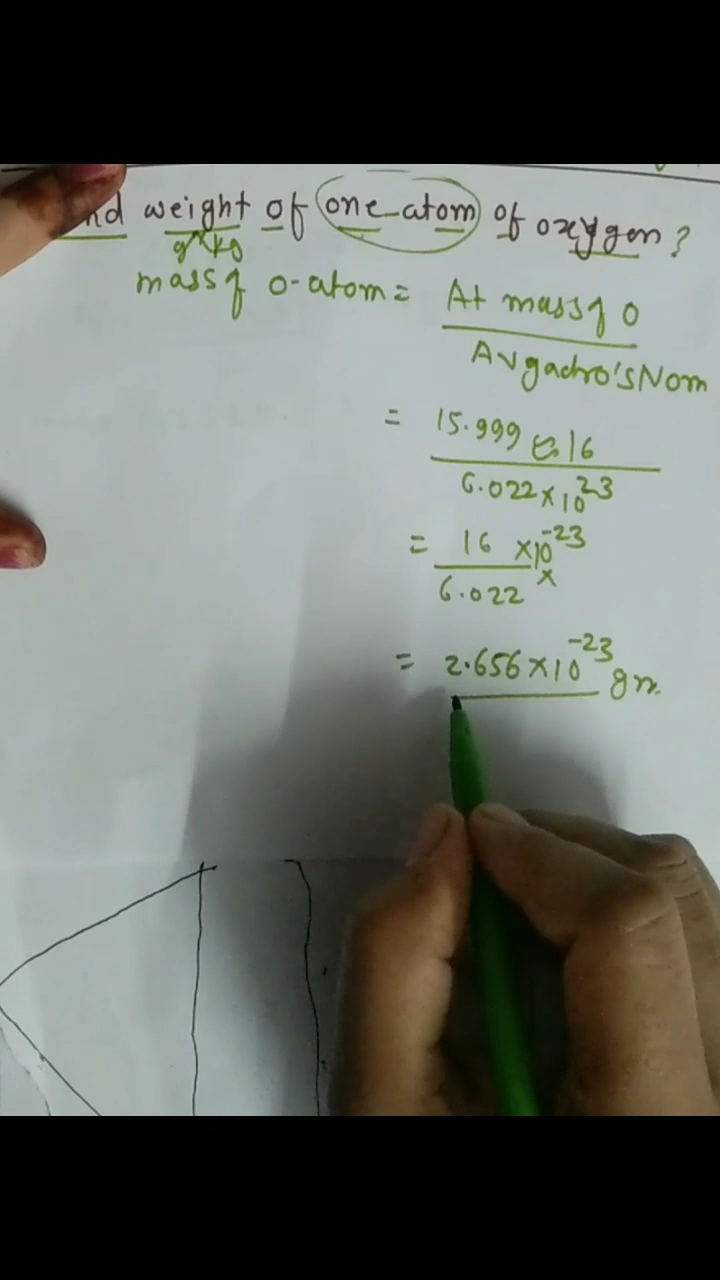 nd weight of one atom of oxygen?
g kg
mass of o-atom = At mass of O
Avgadro's Nom
= 15.999 ≈ 16
6.022 × 10^23
= 16 × 10^-23
6.022 ×
= 2.656 × 10^-23 gm